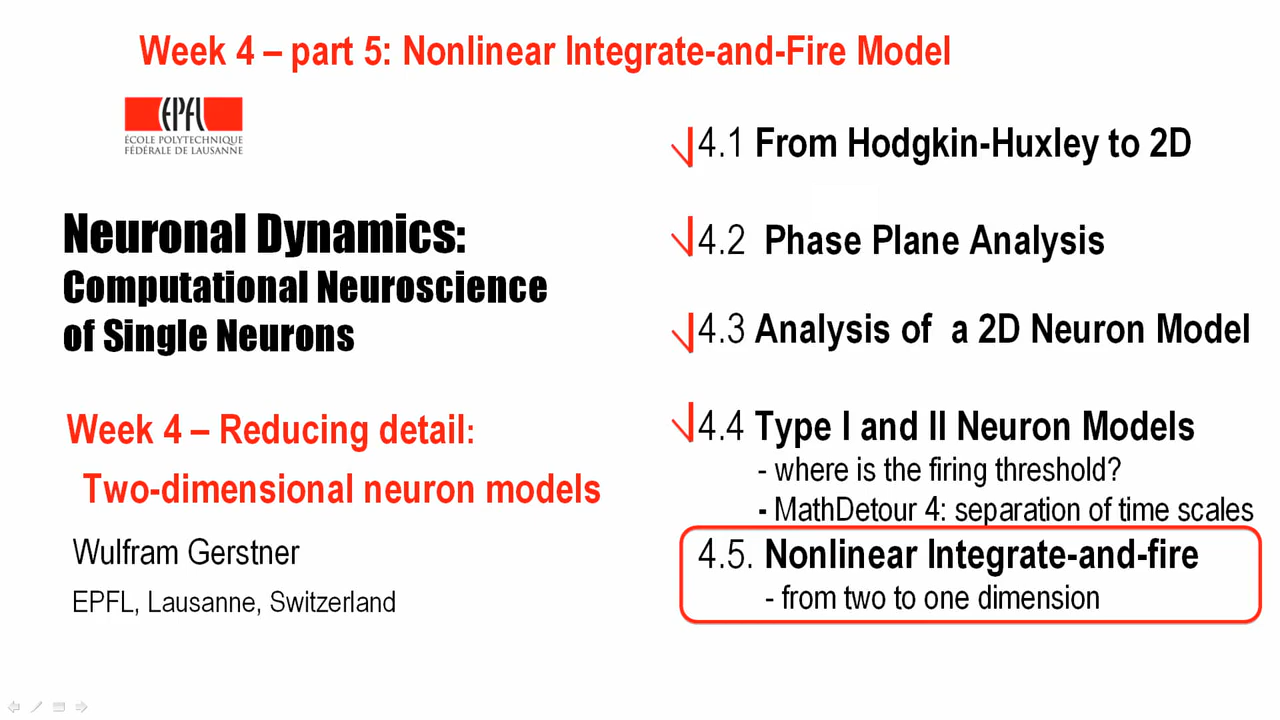 Week 4 – part 5: Nonlinear Integrate-and-Fire Model
EPFL
ÉCOLE POLYTECHNIQUE
FÉDÉRALE DE LAUSANNE
Neuronal Dynamics:
Computational Neuroscience
of Single Neurons
Week 4 – Reducing detail:
Two-dimensional neuron models
Wulfram Gerstner
EPFL, Lausanne, Switzerland
4.1 From Hodgkin-Huxley to 2D
4.2 Phase Plane Analysis
4.3 Analysis of a 2D Neuron Model
4.4 Type I and II Neuron Models
- where is the firing threshold?
- MathDetour 4: separation of time scales
4.5. Nonlinear Integrate-and-fire
- from two to one dimension